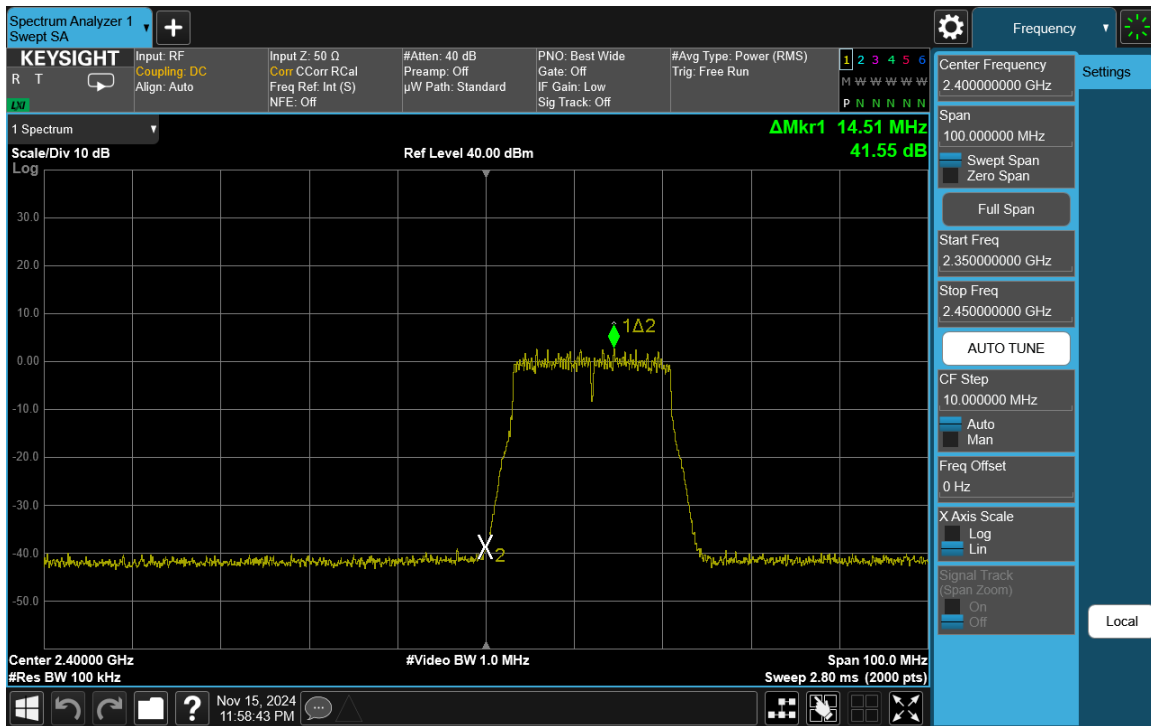 Spectrum Analyzer 1
Swept SA
Frequency
KEYSIGHT
R T
LXI
Input: RF
Coupling: DC
Align: Auto
Input Z: 50 Ω
Corr CCorr RCal
Freq Ref: Int (S)
NFE: Off
#Atten: 40 dB
Preamp: Off
µW Path: Standard
PNO: Best Wide
Gate: Off
IF Gain: Low
Sig Track: Off
#Avg Type: Power (RMS)
Trig: Free Run
1 2 3 4 5 6
M W W W W W
P N N N N N
1 Spectrum
ΔMkr1 14.51 MHz
41.55 dB
Scale/Div 10 dB
Ref Level 40.00 dBm
Log
30.0
20.0
10.0
0.00
-10.0
-20.0
-30.0
-40.0
-50.0
1Δ2
2
Center 2.40000 GHz
#Video BW 1.0 MHz
Span 100.0 MHz
#Res BW 100 kHz
Sweep 2.80 ms (2000 pts)
Nov 15, 2024
11:58:43 PM
Center Frequency
2.400000000 GHz
Settings
Span
100.000000 MHz
Swept Span
Zero Span
Full Span
Start Freq
2.350000000 GHz
Stop Freq
2.450000000 GHz
AUTO TUNE
CF Step
10.000000 MHz
Auto
Man
Freq Offset
0 Hz
X Axis Scale
Log
Lin
Signal Track
(Span Zoom)
On
Off
Local